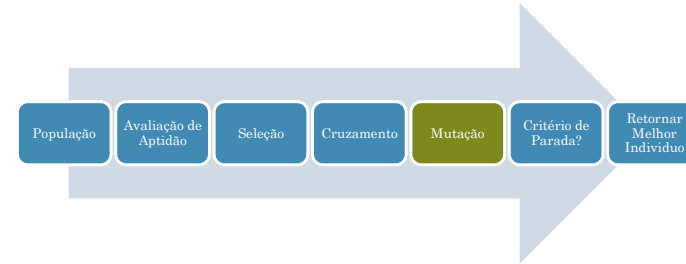 População
Avaliação de
Aptidão
Seleção
Cruzamento
Mutação
Critério de
Parada?
Retornar
Melhor
Individuo